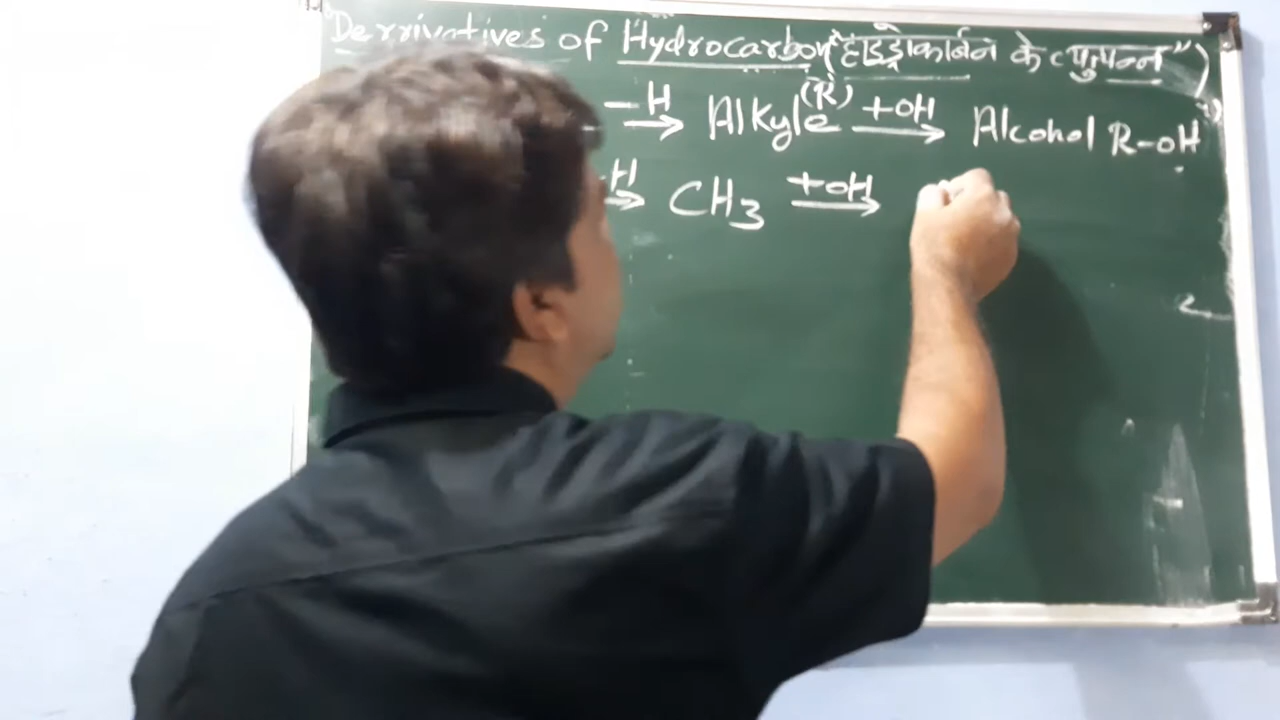 Derrivatives of Hydrocarbon ("हाइड्रोकार्बन के व्युत्पन्न")
-H → Alkyle (R) +OH → Alcohol R-OH
-H → CH3 +OH →